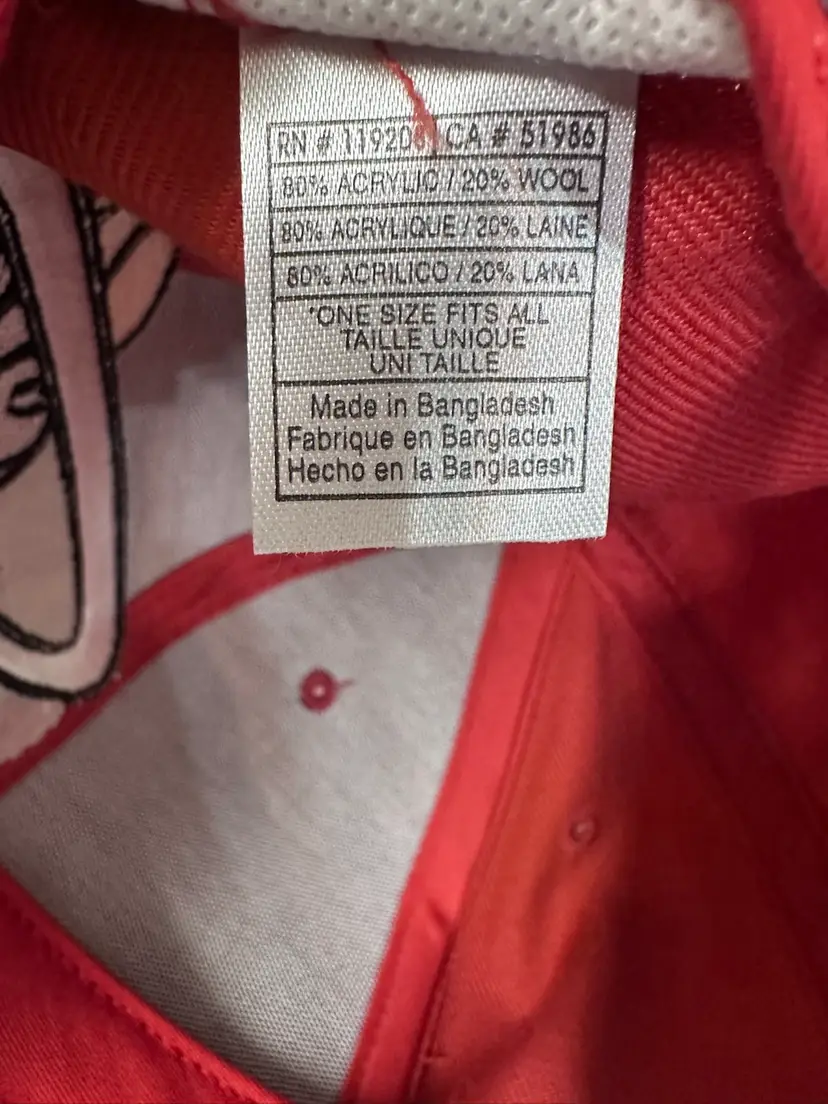 RN # 11920 CA # 51986
80% ACRYLIC / 20% WOOL
80% ACRYLIQUE / 20% LAINE
80% ACRILICO / 20% LANA
*ONE SIZE FITS ALL
TAILLE UNIQUE
UNI TAILLE
Made in Bangladesh
Fabrique en Bangladesh
Hecho en la Bangladesh